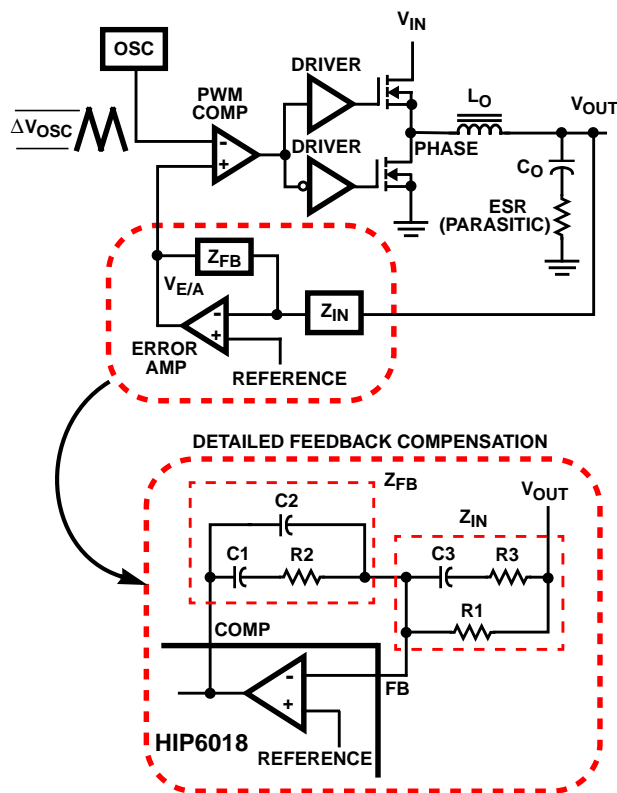 V_IN
OSC
DRIVER
L_O
V_OUT
PWM
COMP
ΔV_OSC
-
+
DRIVER
PHASE
C_O
ESR
(PARASITIC)
Z_FB
V_E/A
Z_IN
-
+
ERROR
AMP
REFERENCE
DETAILED FEEDBACK COMPENSATION
Z_FB
V_OUT
C2
Z_IN
C1
R2
C3
R3
R1
COMP
-
+
FB
HIP6018
REFERENCE